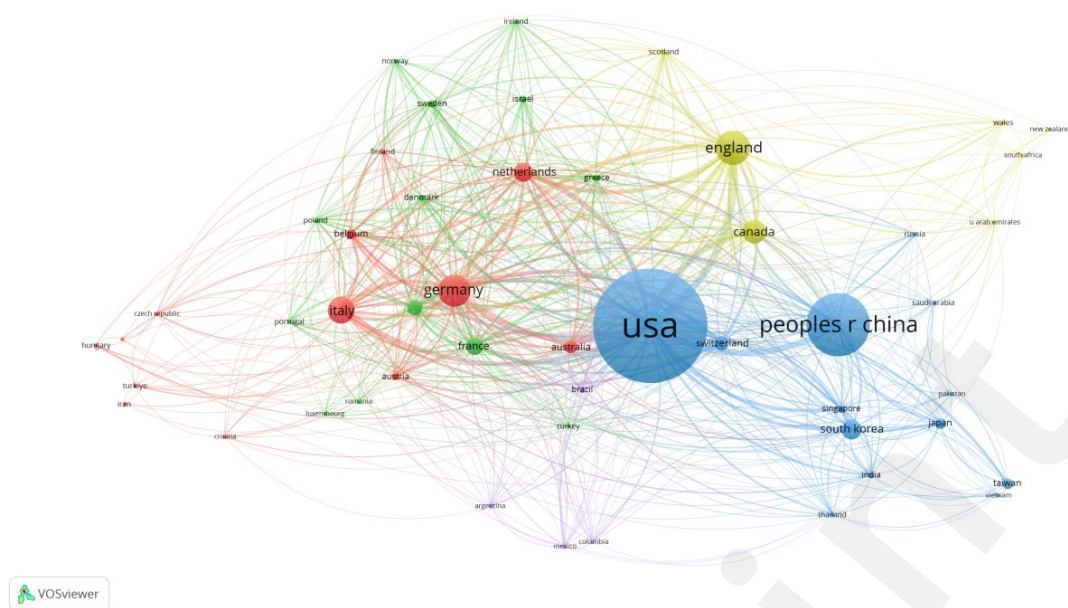 ireland
scotland
norway
sweden
israel
wales
new zealand
england
finland
south africa
netherlands
greece
denmark
poland
u arab emirates
belgium
canada
russia
germany
saudi arabia
italy
czech republic
portugal
usa
peoples r china
hungary
france
australia
switzerland
austria
turkiye
brazil
pakistan
iran
romania
luxembourg
singapore
turkey
south korea
japan
croatia
india
taiwan
vietnam
argentina
thailand
mexico
colombia
VOSviewer
int